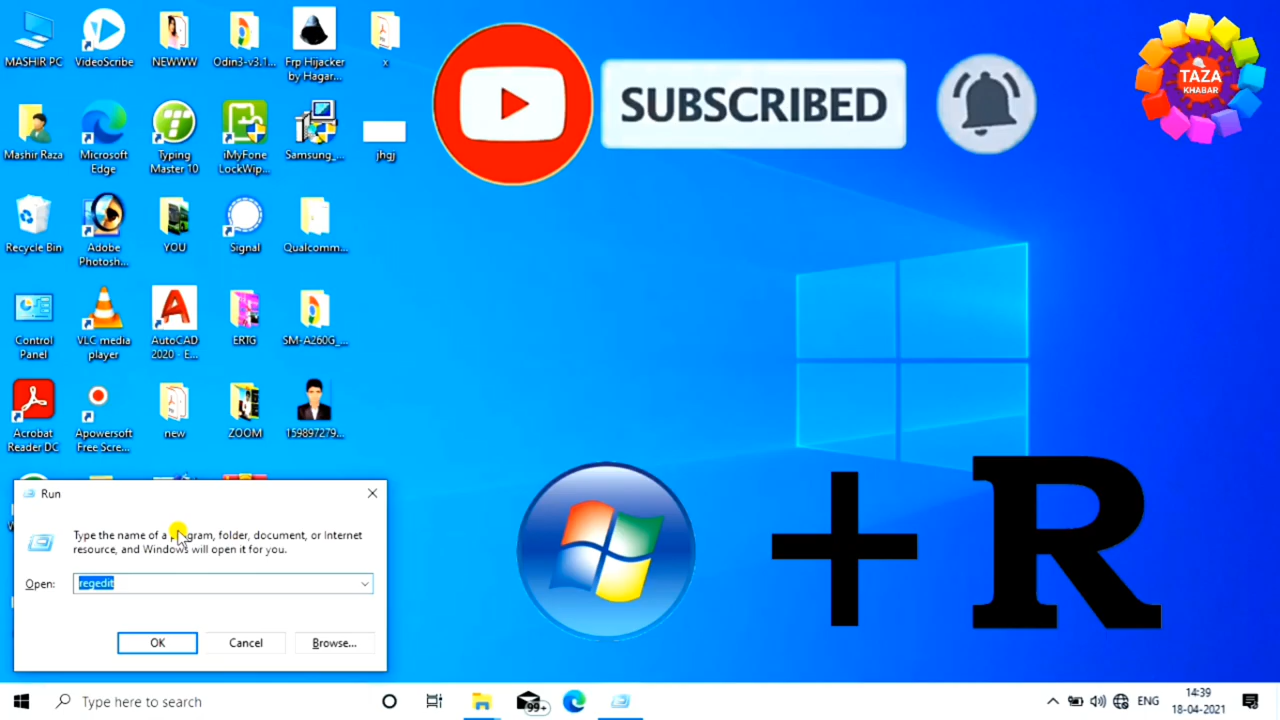 MASHIR PC
VideoScribe
NEWWW
Odin3-v3.1...
Frp Hijacker
by Hagar...
x
SUBSCRIBED
TAZA
KHABAR
Mashir Raza
Microsoft
Edge
Typing
Master 10
iMyFone
LockWip...
Samsung_...
jhgj
Recycle Bin
Adobe
Photosh...
YOU
Signal
Qualcomm...
Control
Panel
VLC media
player
AutoCAD
2020 - E...
ERTG
SM-A260G_...
Acrobat
Reader DC
Apowersoft
Free Scre...
new
ZOOM
159897279...
Run
Type the name of a program, folder, document, or Internet
resource, and Windows will open it for you.
Open:
regedit
OK
Cancel
Browse...
+ R
Type here to search
99+
ENG
14:39
18-04-2021